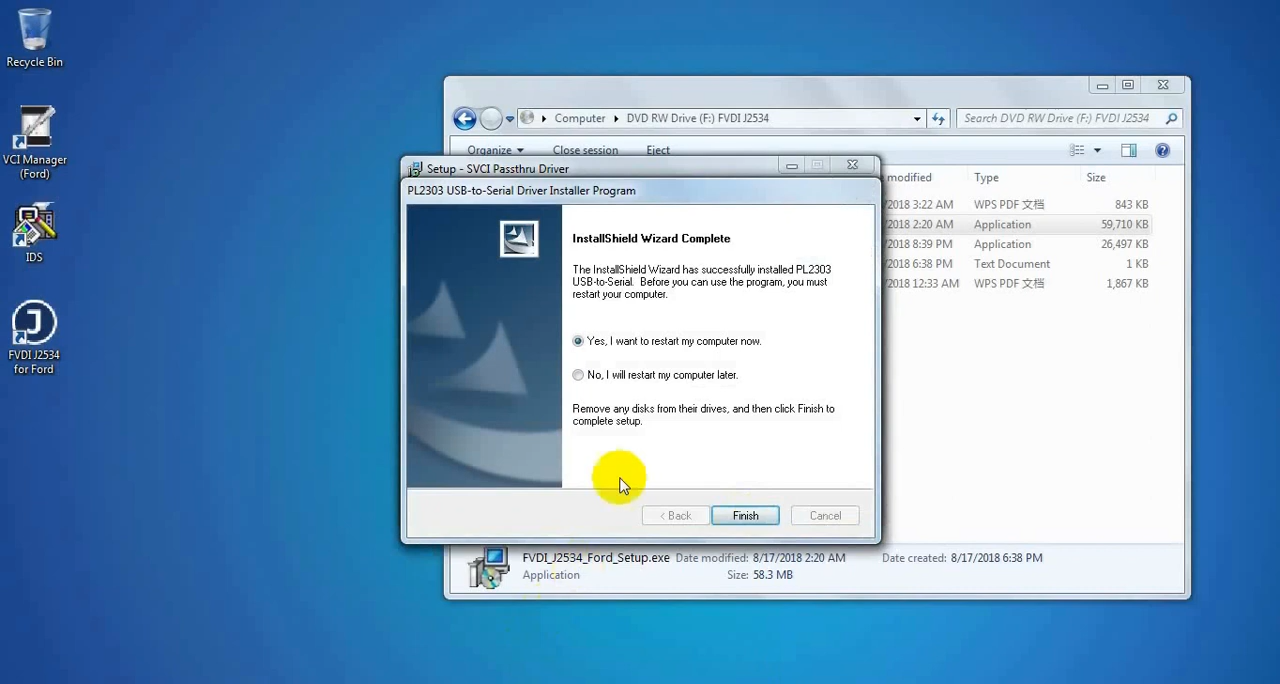 Recycle Bin
VCI Manager
(Ford)
IDS
FVDI J2534
for Ford
Computer
DVD RW Drive (F:) FVDI J2534
Search DVD RW Drive (F:) FVDI J2534
Organize
Close session
Eject
Setup - SVCI Passthru Driver
PL2303 USB-to-Serial Driver Installer Program
modified
Type
Size
/2018 3:22 AM
WPS PDF 文档
843 KB
/2018 2:20 AM
Application
59,710 KB
/2018 8:39 PM
Application
26,497 KB
/2018 6:38 PM
Text Document
1 KB
/2018 12:33 AM
WPS PDF 文档
1,867 KB
InstallShield Wizard Complete
The InstallShield Wizard has successfully installed PL2303
USB-to-Serial. Before you can use the program, you must
restart your computer.
Yes, I want to restart my computer now.
No, I will restart my computer later.
Remove any disks from their drives, and then click Finish to
complete setup.
< Back
Finish
Cancel
FVDI_J2534_Ford_Setup.exe
Date modified: 8/17/2018 2:20 AM
Date created: 8/17/2018 6:38 PM
Application
Size: 58.3 MB